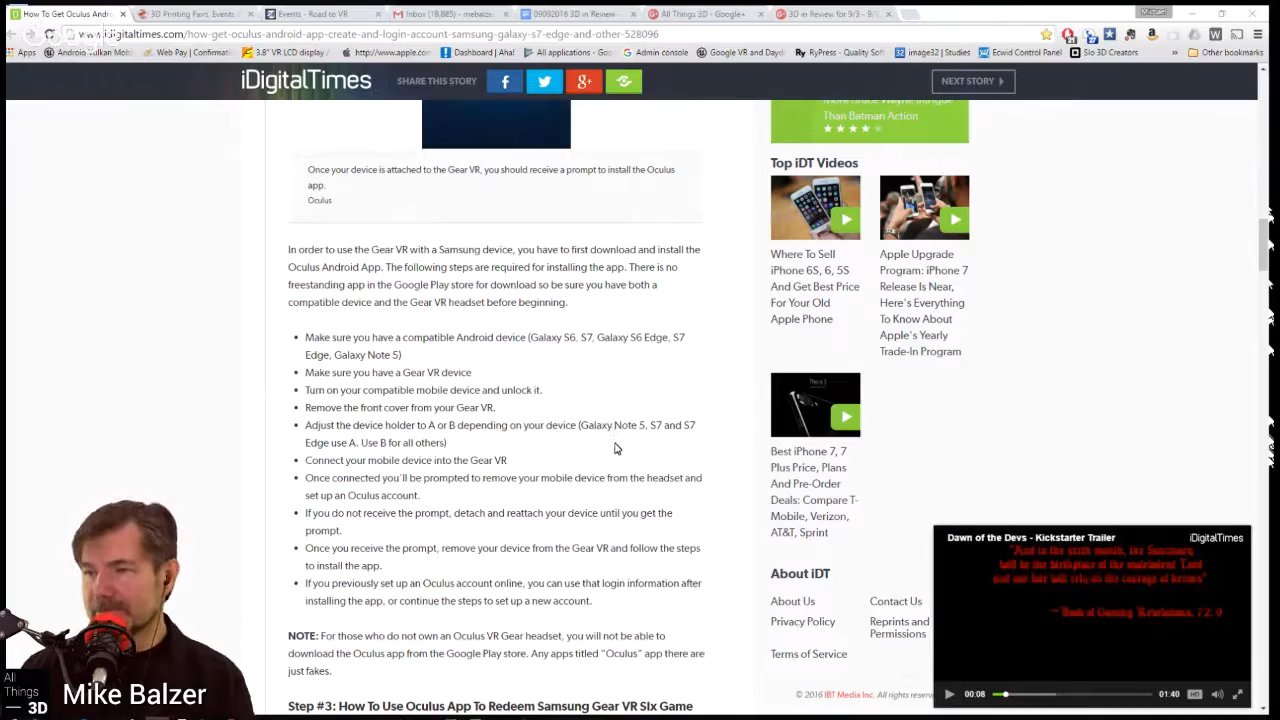 How To Get Oculus Andr
3D Printing Fairs, Events
Events - Road to VR
Inbox (18,885) - mebalzer
09092016 3D in Review
All Things 3D - Google+
3D in Review for 9/3 - 9/
Michael
digitaltimes.com/how-get-oculus-android-app-create-and-login-account-samsung-galaxy-s7-edge-and-other-528096
Apps
Android
3.8" VR LCD display
www.apple.com/
Dashboard
All applications - Goo
Google VR and Daydr
RyPress - Quality Soft
image32 | Studies
Ecwid Control Panel
Sio 3D Creators
Other bookmarks
iDigitalTimes
SHARE THIS STORY
NEXT STORY
Than Batman Action
Once your device is attached to the Gear VR, you should receive a prompt to install the Oculus
app.
Oculus
In order to use the Gear VR with a Samsung device, you have to first download and install the
Oculus Android App. The following steps are required for installing the app. There is no
freestanding app in the Google Play store for download so be sure you have both a
compatible device and the Gear VR headset before beginning.
Make sure you have a compatible Android device (Galaxy S6, S7, Galaxy S6 Edge, S7
Edge, Galaxy Note 5)
Make sure you have a Gear VR device
Turn on your compatible mobile device and unlock it.
Remove the front cover from your Gear VR.
Adjust the device holder to A or B depending on your device (Galaxy Note 5, S7 and S7
Edge use A. Use B for all others)
Connect your mobile device into the Gear VR
Once connected you'll be prompted to remove your mobile device from the headset and
set up an Oculus account.
If you do not receive the prompt, detach and reattach your device until you get the
prompt.
Once you receive the prompt, remove your device from the Gear VR and follow the steps
to install the app.
If you previously set up an Oculus account online, you can use that login information after
installing the app, or continue the steps to set up a new account.
NOTE: For those who do not own an Oculus VR Gear headset, you will not be able to
download the Oculus app from the Google Play store. Any apps titled "Oculus" app there are
just fakes.
Step #3: How To Use Oculus App To Redeem Samsung Gear VR Six Game
Top iDT Videos
Where To Sell
iPhone 6S, 6, 5S
And Get Best Price
For Your Old
Apple Phone
Apple Upgrade
Program: iPhone 7
Release Is Near,
Here's Everything
To Know About
Apple's Yearly
Trade-In Program
Best iPhone 7, 7
Plus Price, Plans
And Pre-Order
Deals: Compare T-
Mobile, Verizon,
AT&T, Sprint
About iDT
About Us
Contact Us
Privacy Policy
Reprints and
Permissions
Terms of Service
© 2016 IBT Media Inc. All rights
Dawn of the Devs - Kickstarter Trailer
iDigitalTimes
00:08
01:40
HD
All
Things
3D
Mike Balzer